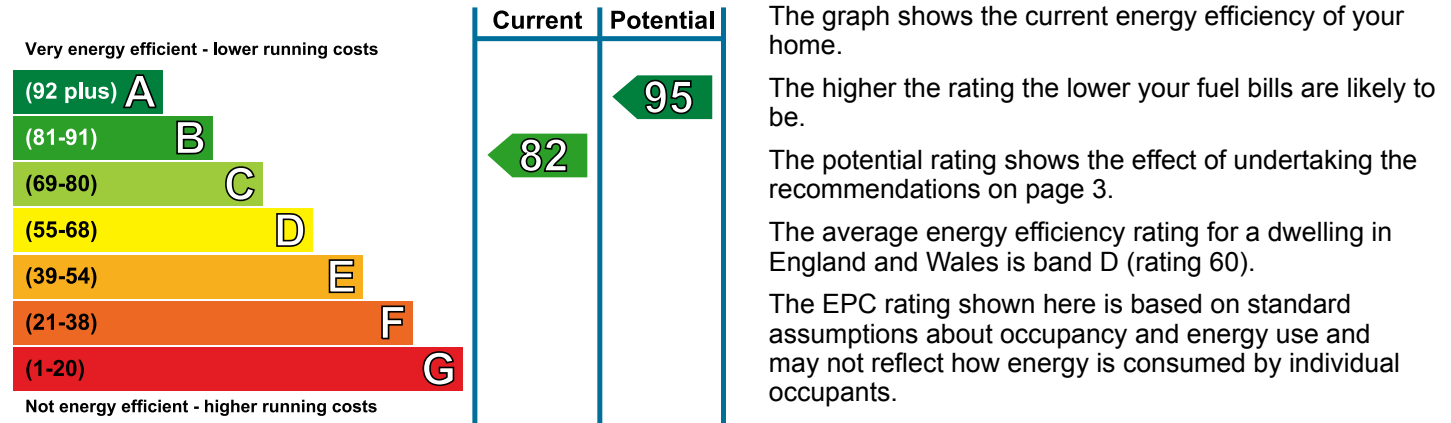 Current Potential
Very energy efficient - lower running costs
(92 plus) A
(81-91) B
(69-80) C
(55-68) D
(39-54) E
(21-38) F
(1-20) G
Not energy efficient - higher running costs
82
95
The graph shows the current energy efficiency of your
home.
The higher the rating the lower your fuel bills are likely to
be.
The potential rating shows the effect of undertaking the
recommendations on page 3.
The average energy efficiency rating for a dwelling in
England and Wales is band D (rating 60).
The EPC rating shown here is based on standard
assumptions about occupancy and energy use and
may not reflect how energy is consumed by individual
occupants.